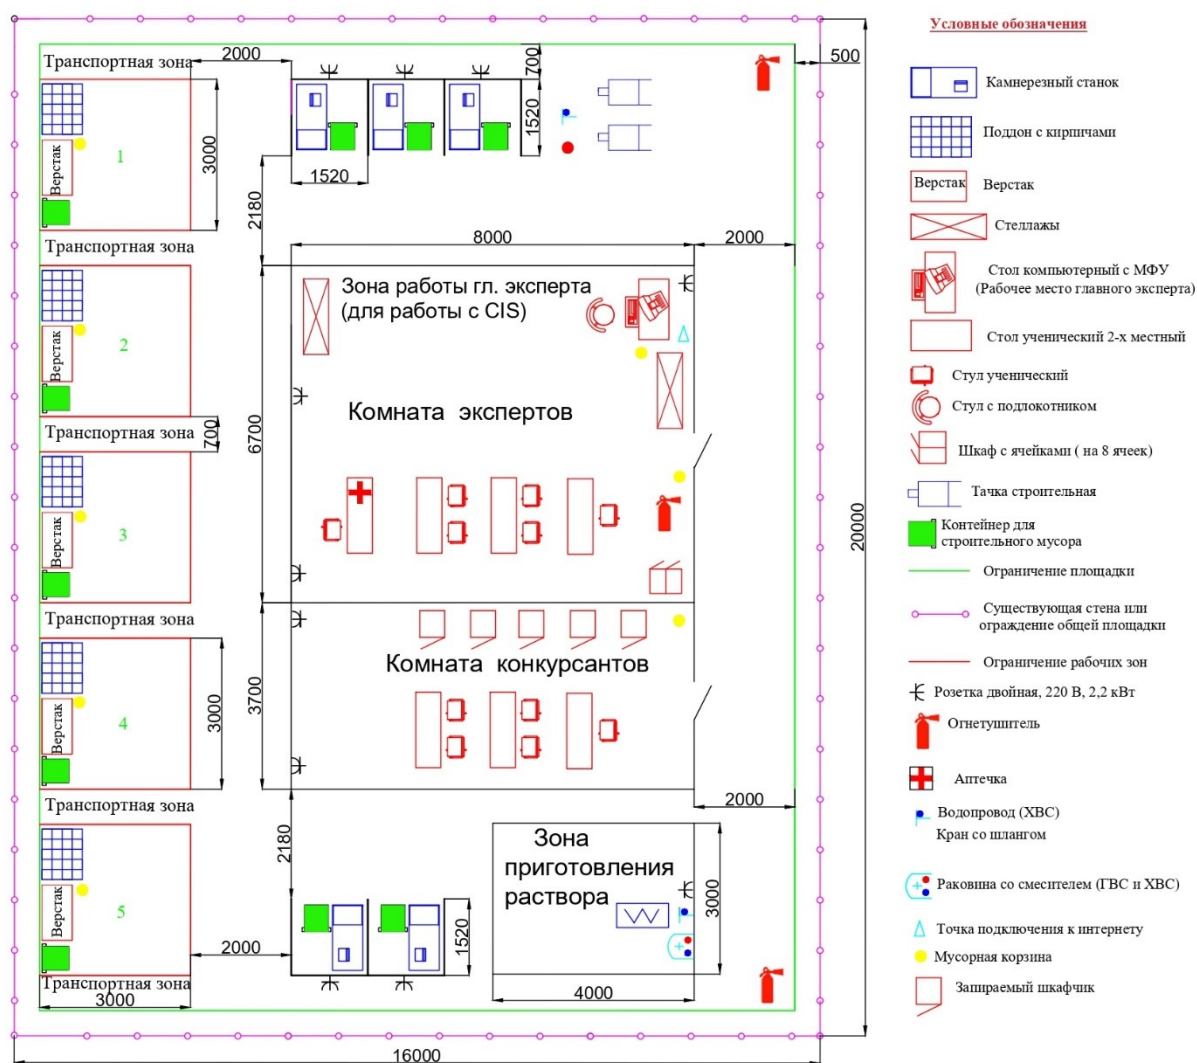 Условные обозначения
Транспортная зона
2000
700
500
3000
1
Верстак
1520
1520
2180
Камнерезный станок
Поддон с кирпичами
Верстак
Верстак
Стеллажы
Транспортная зона
8000
2000
2
Верстак
Зона работы гл. эксперта
(для работы с CIS)
Стол компьютерный с МФУ
(Рабочее место главного эксперта)
Стол ученический 2-х местный
Стул ученический
Стул с подлокотником
Комната экспертов
6700
Транспортная зона
700
Шкаф с ячейками ( на 8 ячеек)
Тачка строительная
Контейнер для
строительного мусора
3
Верстак
20000
Ограничение площадки
Существующая стена или
ограждение общей площадки
Ограничение рабочих зон
Транспортная зона
Комната конкурсантов
3700
3000
4
Верстак
Розетка двойная, 220 В, 2,2 кВт
Огнетушитель
Аптечка
Транспортная зона
2000
2180
Водопровод (ХВС)
Кран со шлангом
Зона
приготовления
раствора
3000
5
Верстак
1520
2000
4000
Раковина со смесителем (ГВС и ХВС)
Точка подключения к интернету
Мусорная корзина
Запираемый шкафчик
Транспортная зона
3000
16000